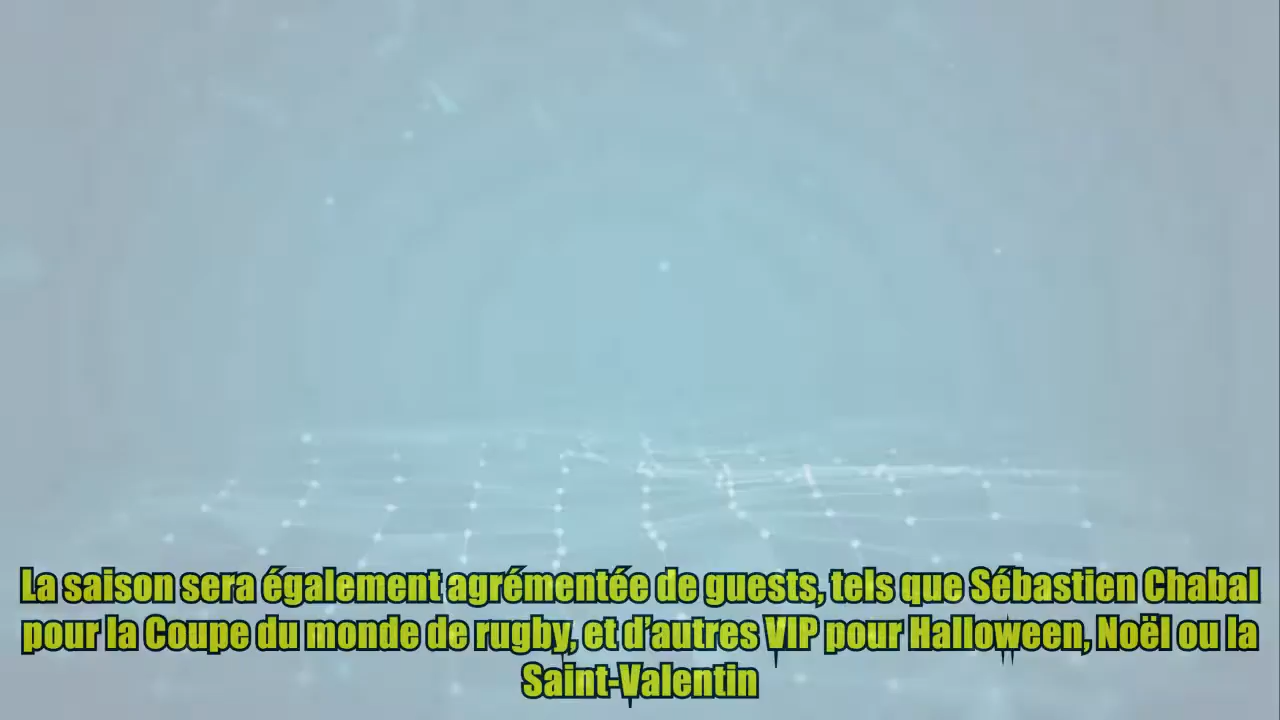 La saison sera également agrémentée de guests, tels que Sébastien Chabal
pour la Coupe du monde de rugby, et d’autres VIP pour Halloween, Noël ou la
Saint-Valentin